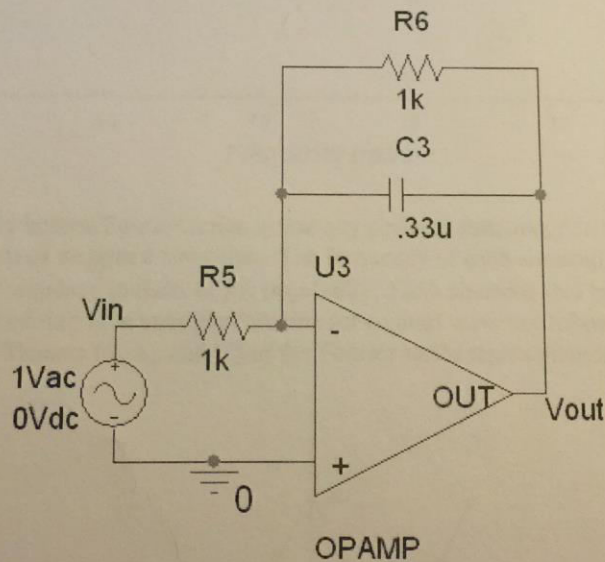 R6
1k
C3
.33u
R5
U3
Vin
1k
-
1Vac
0Vdc
+
-
OUT
Vout
+
0
OPAMP